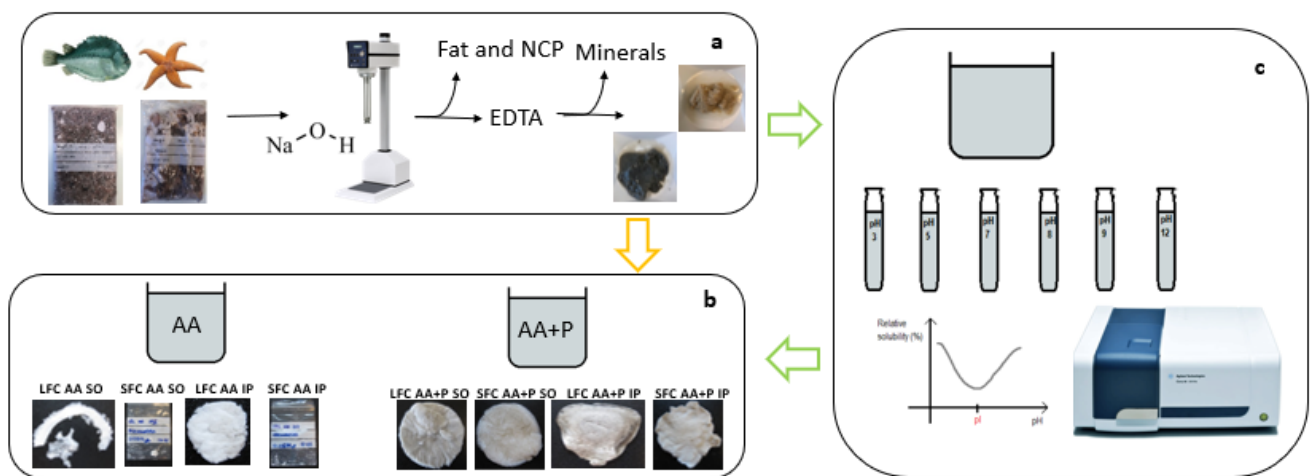 a
Fat and NCP
Minerals
Na
O
H
EDTA
c
pH
3
pH
5
pH
7
pH
8
pH
9
pH
12
Relative
solubility (%)
pI
pH
b
AA
AA+P
LFC AA SO
SFC AA SO
LFC AA IP
SFC AA IP
LFC AA+P SO
SFC AA+P SO
LFC AA+P IP
SFC AA+P IP